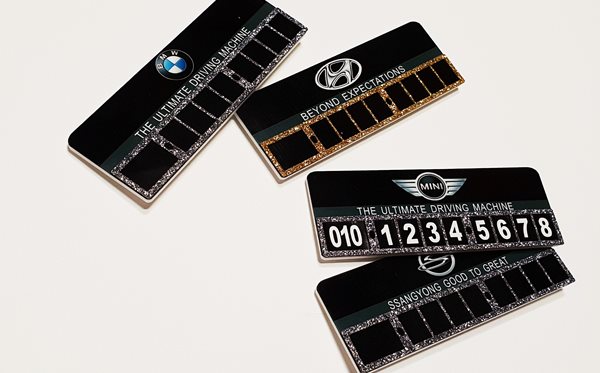 BMW
THE ULTIMATE DRIVING MACHINE
BEYOND EXPECTATIONS
MINI
THE ULTIMATE DRIVING MACHINE
010 1234 5678
SSANGYONG GOOD TO GREAT